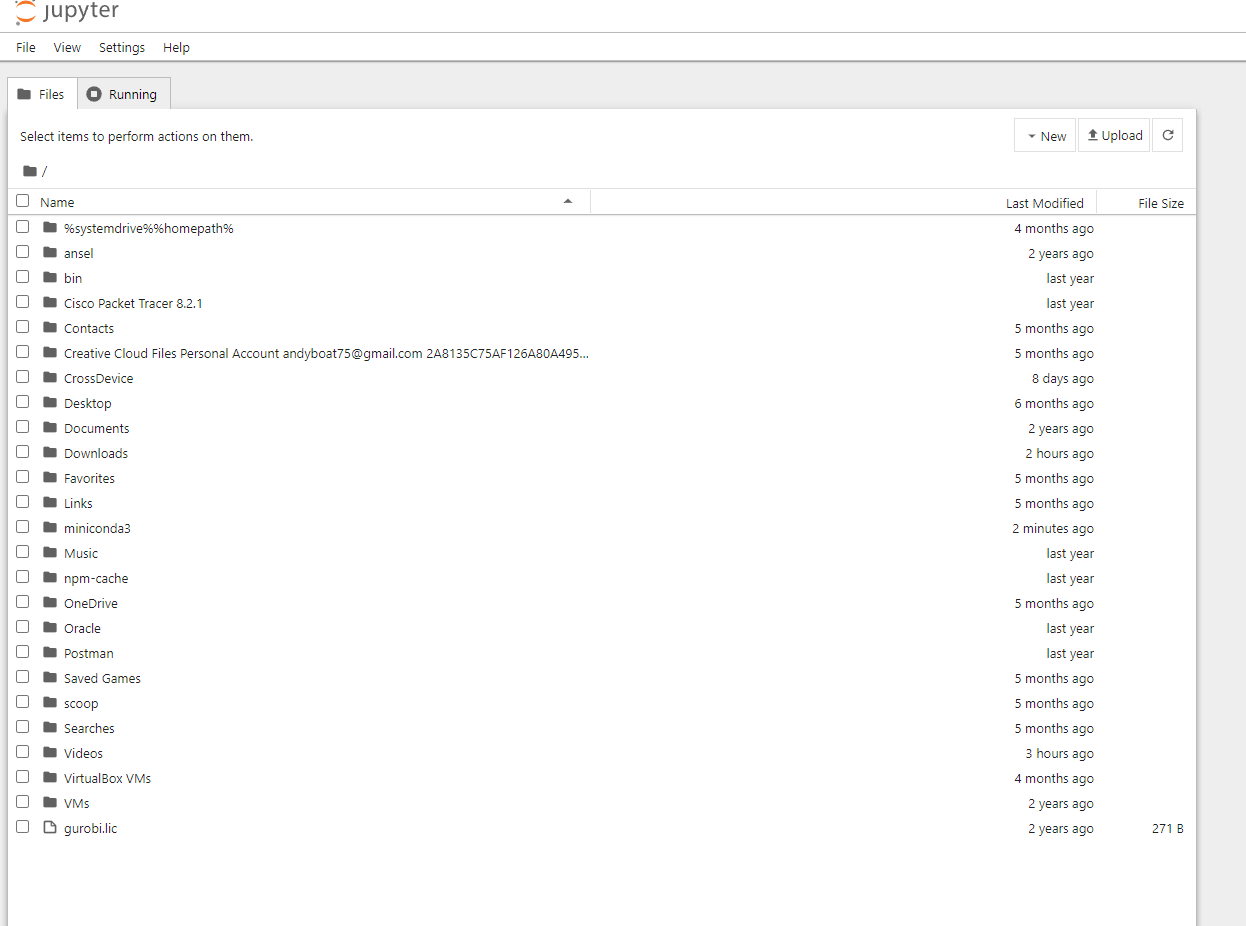 jupyter
File View Settings Help
Files Running
Select items to perform actions on them.
New Upload
/
Name Last Modified File Size
%systemdrive%%homepath% 4 months ago
ansel 2 years ago
bin last year
Cisco Packet Tracer 8.2.1 last year
Contacts 5 months ago
Creative Cloud Files Personal Account andyboat75@gmail.com 2A8135C75AF126A80A495... 5 months ago
CrossDevice 8 days ago
Desktop 6 months ago
Documents 2 years ago
Downloads 2 hours ago
Favorites 5 months ago
Links 5 months ago
miniconda3 2 minutes ago
Music last year
npm-cache last year
OneDrive 5 months ago
Oracle last year
Postman last year
Saved Games 5 months ago
scoop 5 months ago
Searches 5 months ago
Videos 3 hours ago
VirtualBox VMs 4 months ago
VMs 2 years ago
gurobi.lic 2 years ago 271 B